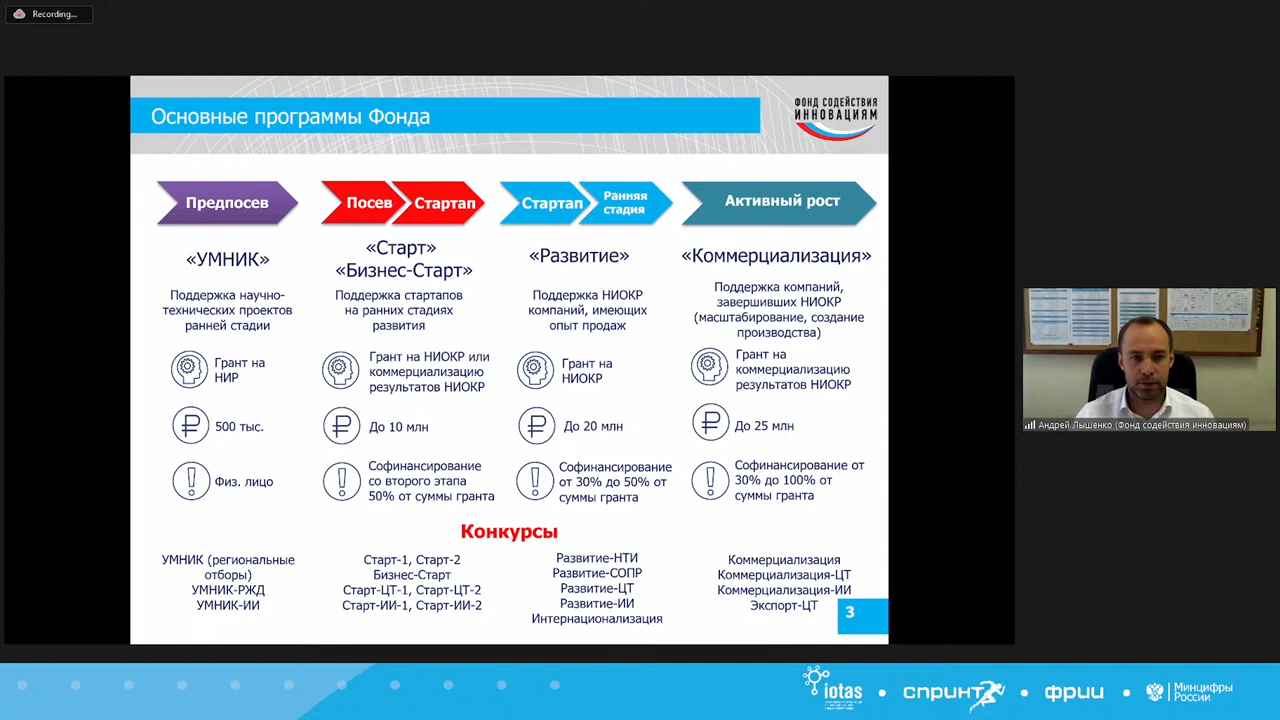 Recording...
Основные программы Фонда
ФОНД СОДЕЙСТВИЯ
ИННОВАЦИЯМ
Предпосев
Посев
Стартап
Стартап
Ранняя
стадия
Активный рост
«УМНИК»
«Старт»
«Бизнес-Старт»
«Развитие»
«Коммерциализация»
Поддержка научно-
технических проектов
ранней стадии
Поддержка стартапов
на ранних стадиях
развития
Поддержка НИОКР
компаний, имеющих
опыт продаж
Поддержка компаний,
завершивших НИОКР
(масштабирование, создание
производства)
Грант на
НИР
Грант на НИОКР или
коммерциализацию
результатов НИОКР
Грант на
НИОКР
Грант на
коммерциализацию
результатов НИОКР
500 тыс.
До 10 млн
До 20 млн
До 25 млн
Физ. лицо
Софинансирование
со второго этапа
50% от суммы гранта
Софинансирование
от 30% до 50% от
суммы гранта
Софинансирование от
30% до 100% от
суммы гранта
Конкурсы
УМНИК (региональные
отборы)
УМНИК-РЖД
УМНИК-ИИ
Старт-1, Старт-2
Бизнес-Старт
Старт-ЦТ-1, Старт-ЦТ-2
Старт-ИИ-1, Старт-ИИ-2
Развитие-НТИ
Развитие-СОПР
Развитие-ЦТ
Развитие-ИИ
Интернационализация
Коммерциализация
Коммерциализация-ЦТ
Коммерциализация-ИИ
Экспорт-ЦТ
3
Андрей Лышенко (Фонд содействия инновациям)
iotas
спринт
фрии
Минцифры
России